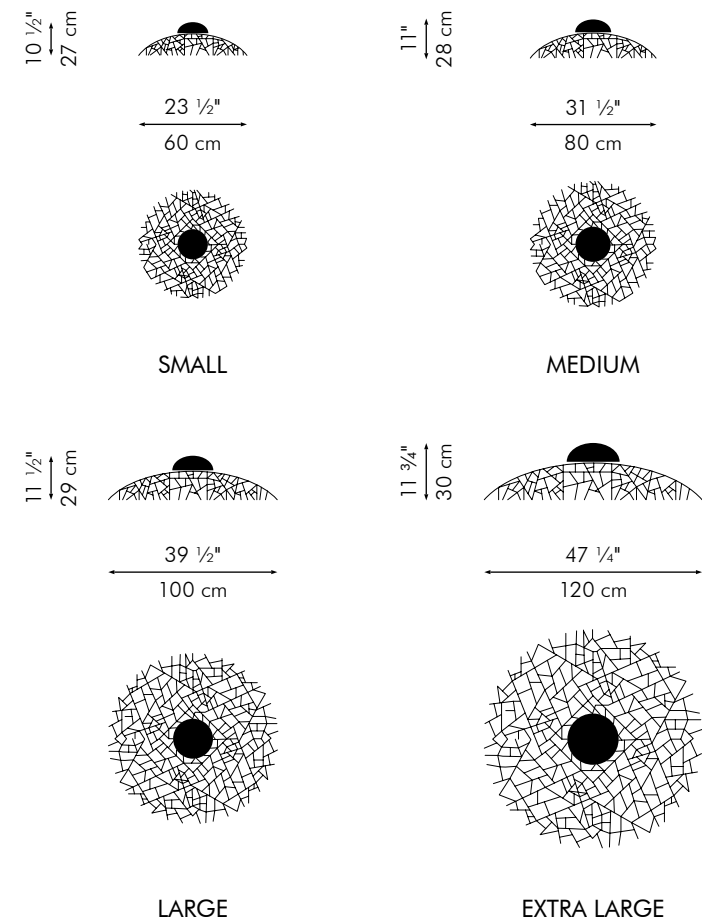 10 ½"
27 cm
23 ½"
60 cm
SMALL
11"
28 cm
31 ½"
80 cm
MEDIUM
11 ½"
29 cm
39 ½"
100 cm
LARGE
11 ¾"
30 cm
47 ¼"
120 cm
EXTRA LARGE